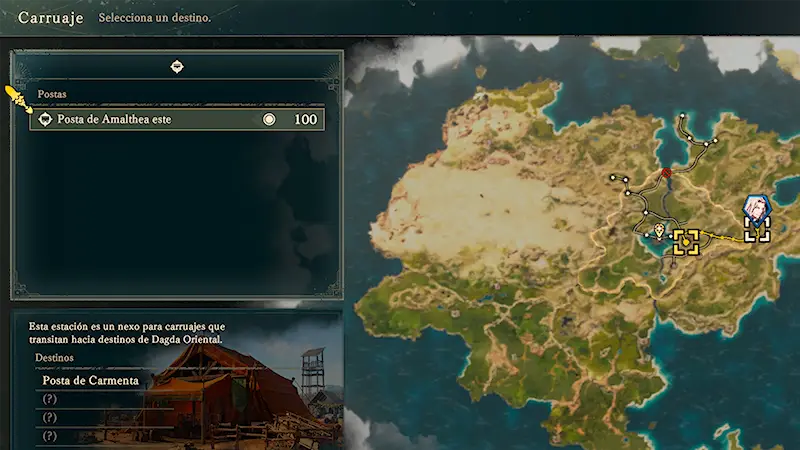 Carruaje Selecciona un destino.
Postas
Posta de Amalthea este 100
Esta estación es un nexo para carruajes que
transitan hacia destinos de Dagda Oriental.
Destinos
Posta de Carmenta
(?)
(?)
(?)